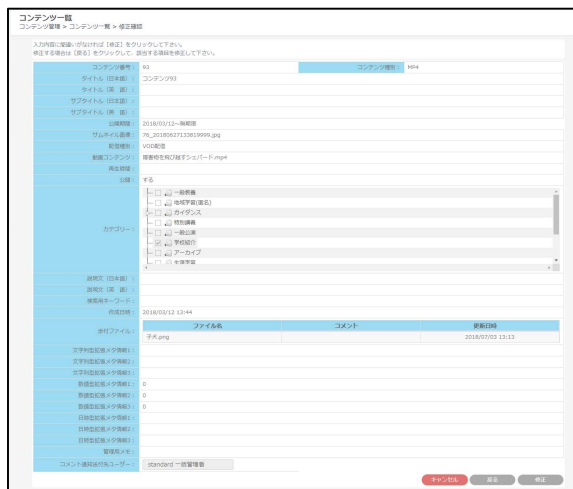 コンテンツ一覧
コンテンツ管理 > コンテンツ一覧 > 修正確認
入力内容に間違いがなければ [修正] をクリックして下さい。
修正する場合は [戻る] をクリックして、該当する項目を修正して下さい。
コンテンツ番号: 93 コンテンツ種別: MP4
タイトル (日本語) : コンテンツ93
タイトル (英 語) :
サブタイトル (日本語) :
サブタイトル (英 語) :
公開期間: 2018/03/12～無期限
サムネイル画像: 76_20180627133819999.jpg
配信種別: VOD配信
動画コンテンツ: 障害物を飛び越すシェパード.mp4
再生時間:
公開: する
カテゴリー:
一般教養
地域学習(匿名)
ガイダンス
特別講義
一般公演
学校紹介
アーカイブ
生涯学習
説明文 (日本語) :
説明文 (英 語) :
検索用キーワード:
作成日時: 2018/03/12 13:44
添付ファイル:
ファイル名 コメント 更新日時
子犬.png 2018/07/03 13:13
文字列型拡張メタ情報1:
文字列型拡張メタ情報2:
文字列型拡張メタ情報3:
数値型拡張メタ情報1: 0
数値型拡張メタ情報2: 0
数値型拡張メタ情報3: 0
日時型拡張メタ情報1:
日時型拡張メタ情報2:
日時型拡張メタ情報3:
管理用メモ:
コメント通知送付先ユーザー: standard 一般管理者
キャンセル 戻る 修正